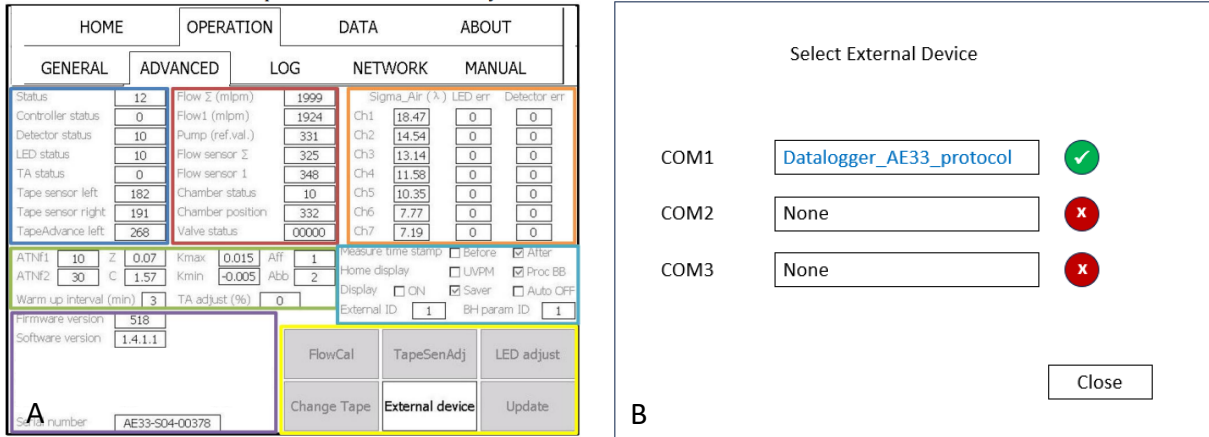 HOME OPERATION DATA ABOUT
GENERAL ADVANCED LOG NETWORK MANUAL
Status 12 Flow Σ (mlpm) 1999 Sigma_Air (λ) LED err Detector err
Controller status 0 Flow1 (mlpm) 1924 Ch1 18.47 0 0
Detector status 10 Pump (ref.val.) 331 Ch2 14.54 0 0
LED status 10 Flow sensor Σ 325 Ch3 13.14 0 0
TA status 0 Flow sensor 1 348 Ch4 11.58 0 0
Tape sensor left 182 Chamber status 10 Ch5 10.35 0 0
Tape sensor right 191 Chamber position 332 Ch6 7.77 0 0
TapeAdvance left 268 Valve status 00000 Ch7 7.19 0 0
ATNf1 10 Z 0.07 Kmax 0.015 Aff 1
ATNf2 30 C 1.57 Kmin -0.005 Abb 2
Warm up interval (min) 3 TA adjust (%) 0
Measure time stamp Before After
Home display UVPM Proc BB
Display ON Saver Auto OFF
External ID 1 BH param ID 1
Firmware version 518
Software version 1.4.1.1
Serial number AE33-S04-00378
FlowCal TapeSenAdj LED adjust
Change Tape External device Update
A
Select External Device
COM1 Datalogger_AE33_protocol
COM2 None x
COM3 None x
Close
B